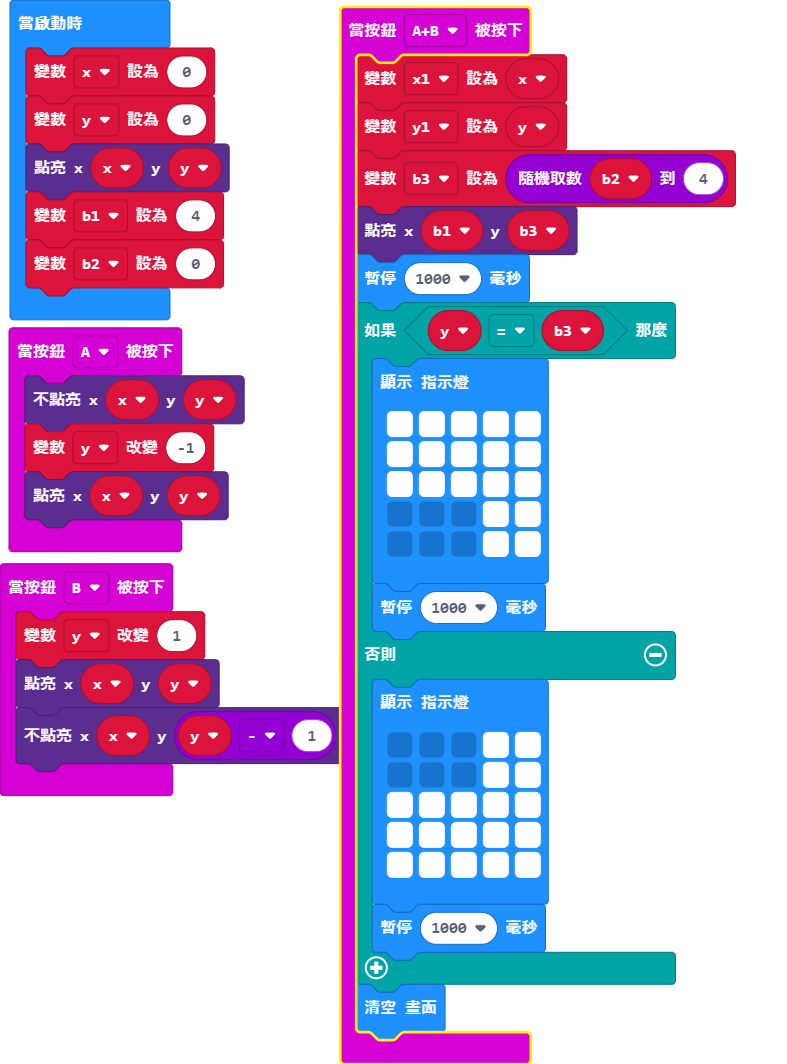 當啟動時
變數 x 設為 0
變數 y 設為 0
點亮 x x y y
變數 b1 設為 4
變數 b2 設為 0
當按鈕 A 被按下
不點亮 x x y y
變數 y 改變 -1
點亮 x x y y
當按鈕 B 被按下
變數 y 改變 1
點亮 x x y y
不點亮 x x y y - 1
當按鈕 A+B 被按下
變數 x1 設為 x
變數 y1 設為 y
變數 b3 設為 隨機取數 b2 到 4
點亮 x b1 y b3
暫停 1000 毫秒
如果 y = b3 那麼
顯示 指示燈
暫停 1000 毫秒
否則
顯示 指示燈
暫停 1000 毫秒
清空 畫面